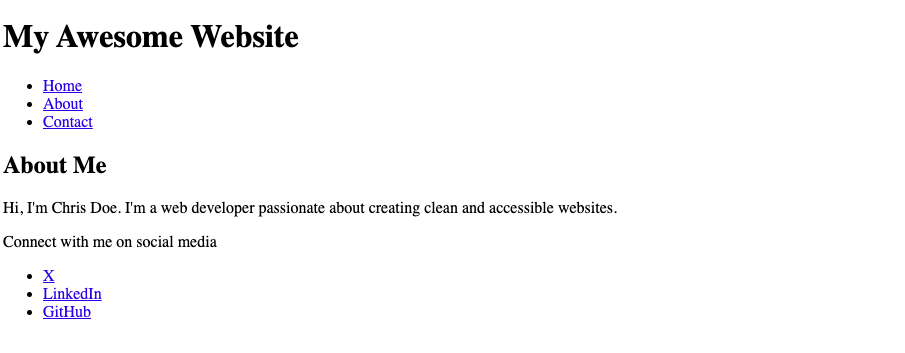 My Awesome Website
Home
About
Contact
About Me
Hi, I'm Chris Doe. I'm a web developer passionate about creating clean and accessible websites.
Connect with me on social media
X
LinkedIn
GitHub